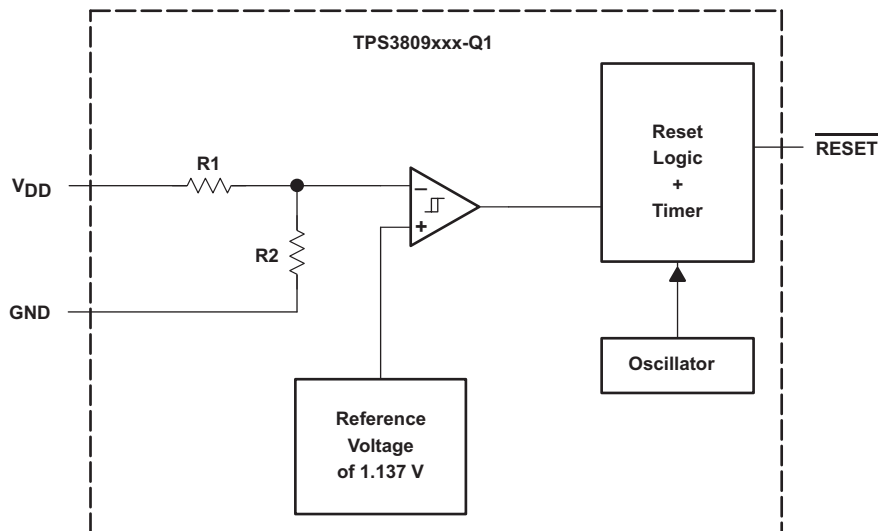 TPS3809xxx-Q1
Reset
Logic
+
Timer
RESET
R1
VDD
–
+
R2
GND
Oscillator
Reference
Voltage
of 1.137 V